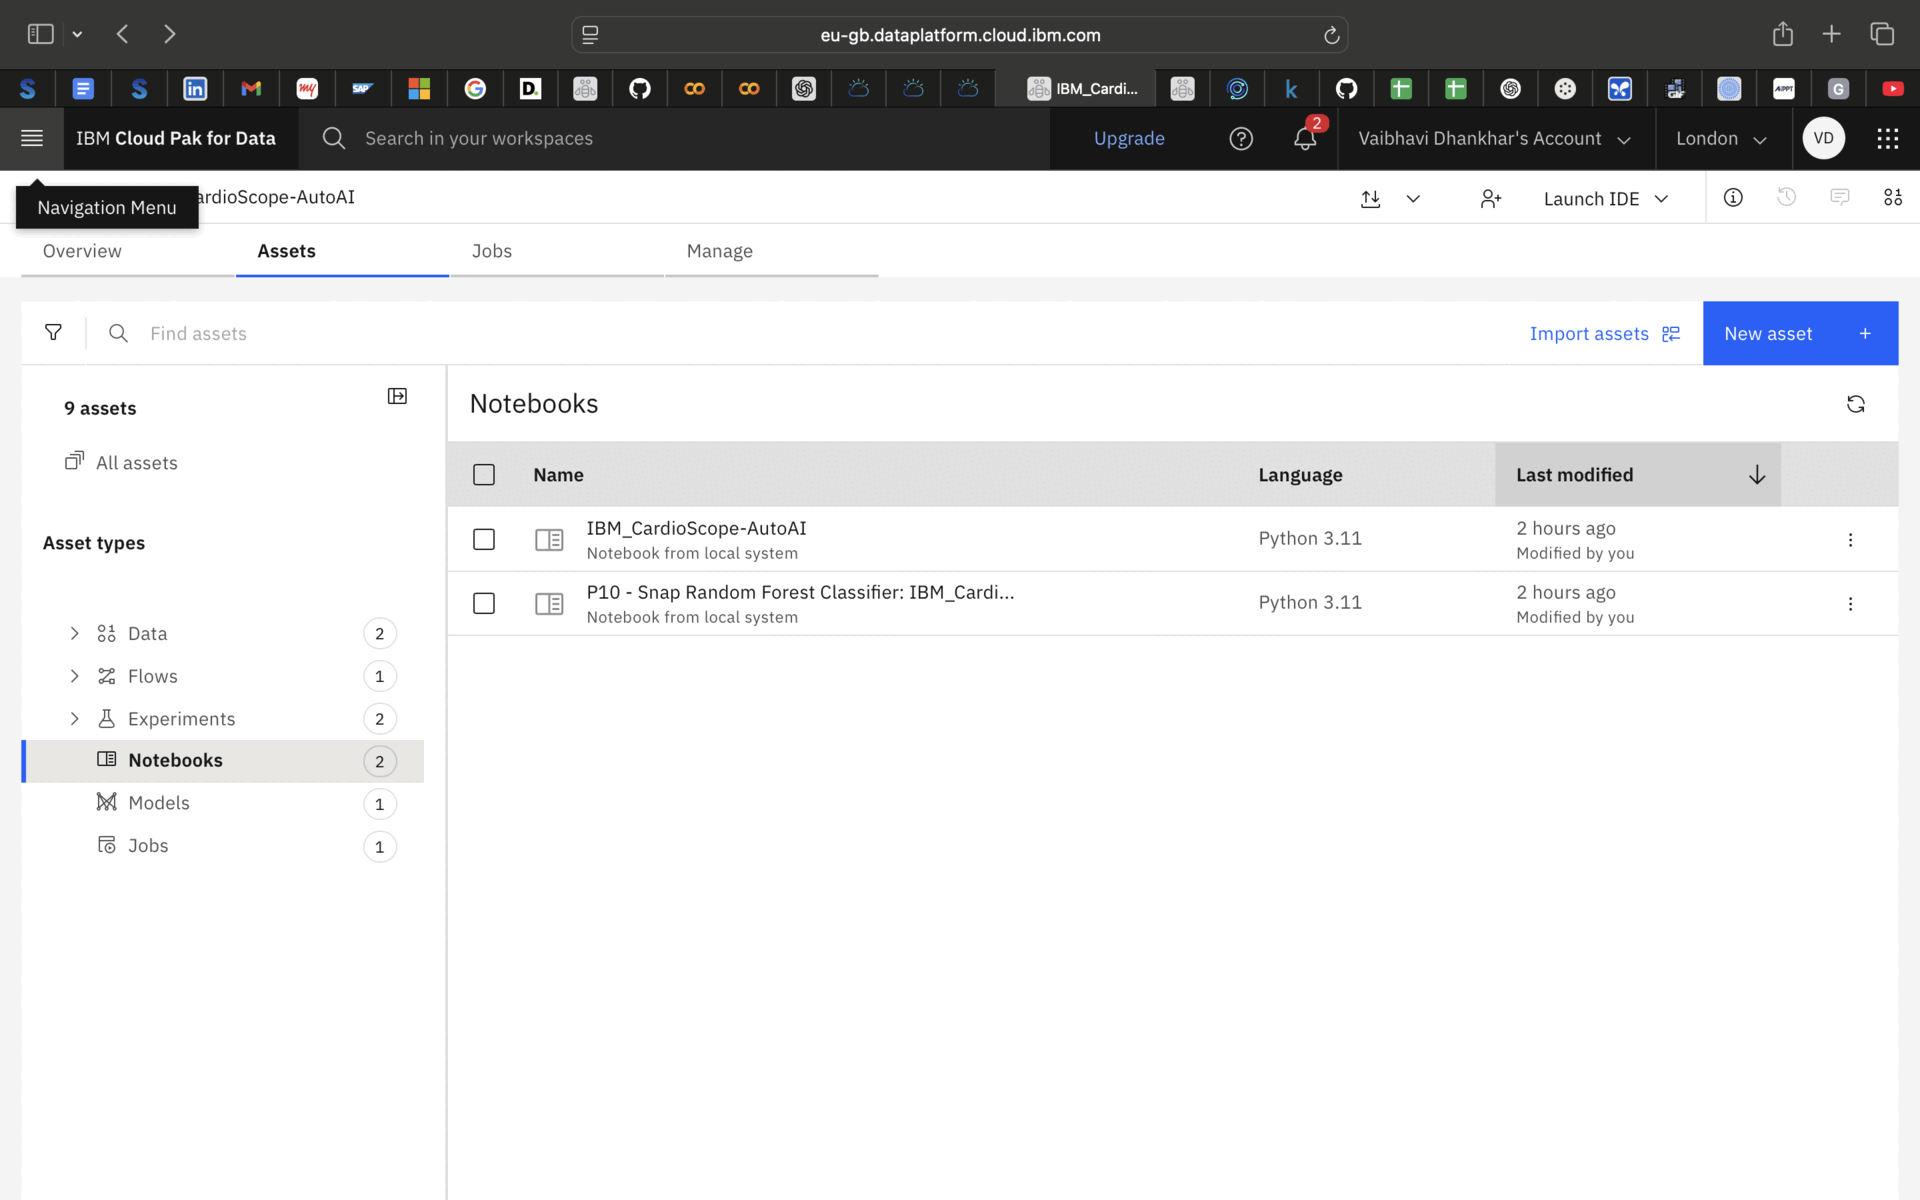 eu-gb.dataplatform.cloud.ibm.com
S
S
in
my
SAP
G
D.
IBM_Cardi...
k
AiPPT
G
IBM Cloud Pak for Data
Search in your workspaces
Upgrade
2
Vaibhavi Dhankhar's Account
London
VD
Navigation Menu
ardioScope-AutoAI
Launch IDE
Overview
Assets
Jobs
Manage
Find assets
Import assets
New asset +
9 assets
All assets
Asset types
Data 2
Flows 1
Experiments 2
Notebooks 2
Models 1
Jobs 1
Notebooks
Name Language Last modified
IBM_CardioScope-AutoAI
Notebook from local system
Python 3.11
2 hours ago
Modified by you
P10 - Snap Random Forest Classifier: IBM_Cardi...
Notebook from local system
Python 3.11
2 hours ago
Modified by you